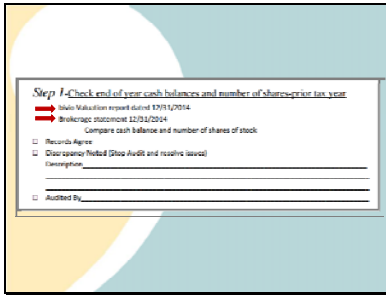 Step 1-Check end of year cash balances and number of shares-prior tax year
bivio Valuation report dated 12/31/2014
Brokerage statement 12/31/2014
Compare cash balance and number of shares of stock
Records Agree
Discrepancy Noted (Stop Audit and resolve issues)
Description
Audited By